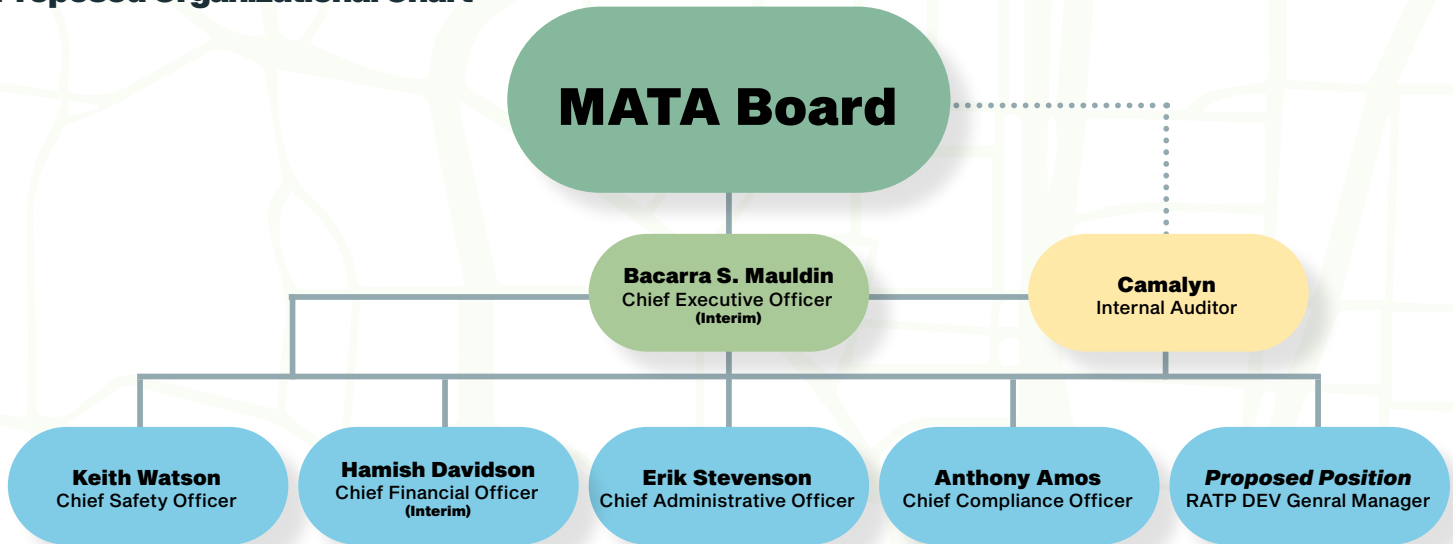 Proposed Organizational Chart
MATA Board
Bacarra S. Mauldin
Chief Executive Officer
(Interim)
Camalyn
Internal Auditor
Keith Watson
Chief Safety Officer
Hamish Davidson
Chief Financial Officer
(Interim)
Erik Stevenson
Chief Administrative Officer
Anthony Amos
Chief Compliance Officer
Proposed Position
RATP DEV Genral Manager